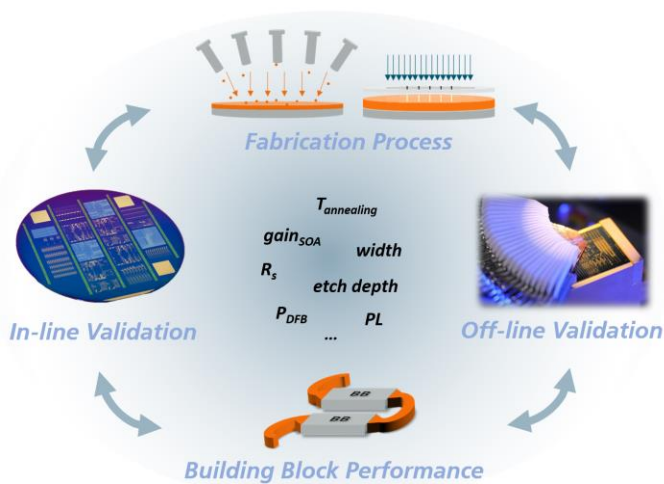 Fabrication Process
T_annealing
gain_SOA
width
R_s
etch depth
P_DFB
PL
...
In-line Validation
Off-line Validation
BB
BB
Building Block Performance